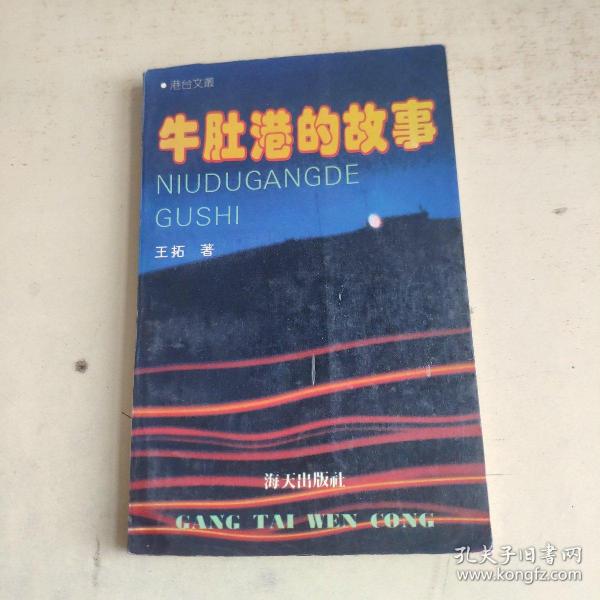 • 港台文叢
牛肚港的故事
NIUDUGANGDE
GUSHI
王拓 著
海天出版社
GANG TAI WEN CONG
孔夫子旧书网
www.kongfz.com